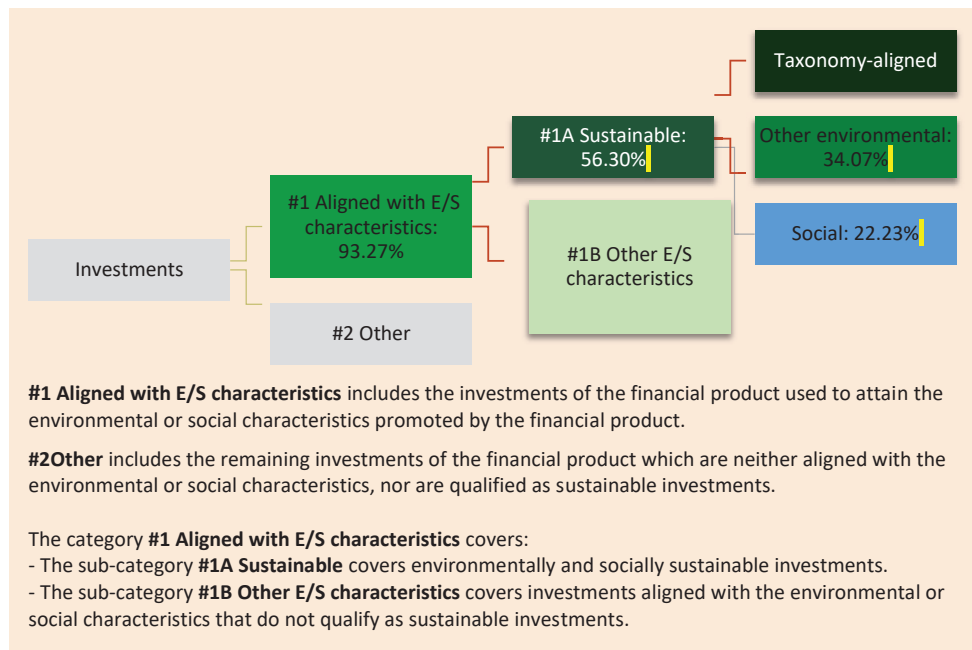 Taxonomy-aligned
#1A Sustainable:
56.30%
Other environmental:
34.07%
#1 Aligned with E/S
characteristics:
93.27%
Social: 22.23%
#1B Other E/S
characteristics
Investments
#2 Other
#1 Aligned with E/S characteristics includes the investments of the financial product used to attain the
environmental or social characteristics promoted by the financial product.
#2Other includes the remaining investments of the financial product which are neither aligned with the
environmental or social characteristics, nor are qualified as sustainable investments.
The category #1 Aligned with E/S characteristics covers:
- The sub-category #1A Sustainable covers environmentally and socially sustainable investments.
- The sub-category #1B Other E/S characteristics covers investments aligned with the environmental or
social characteristics that do not qualify as sustainable investments.